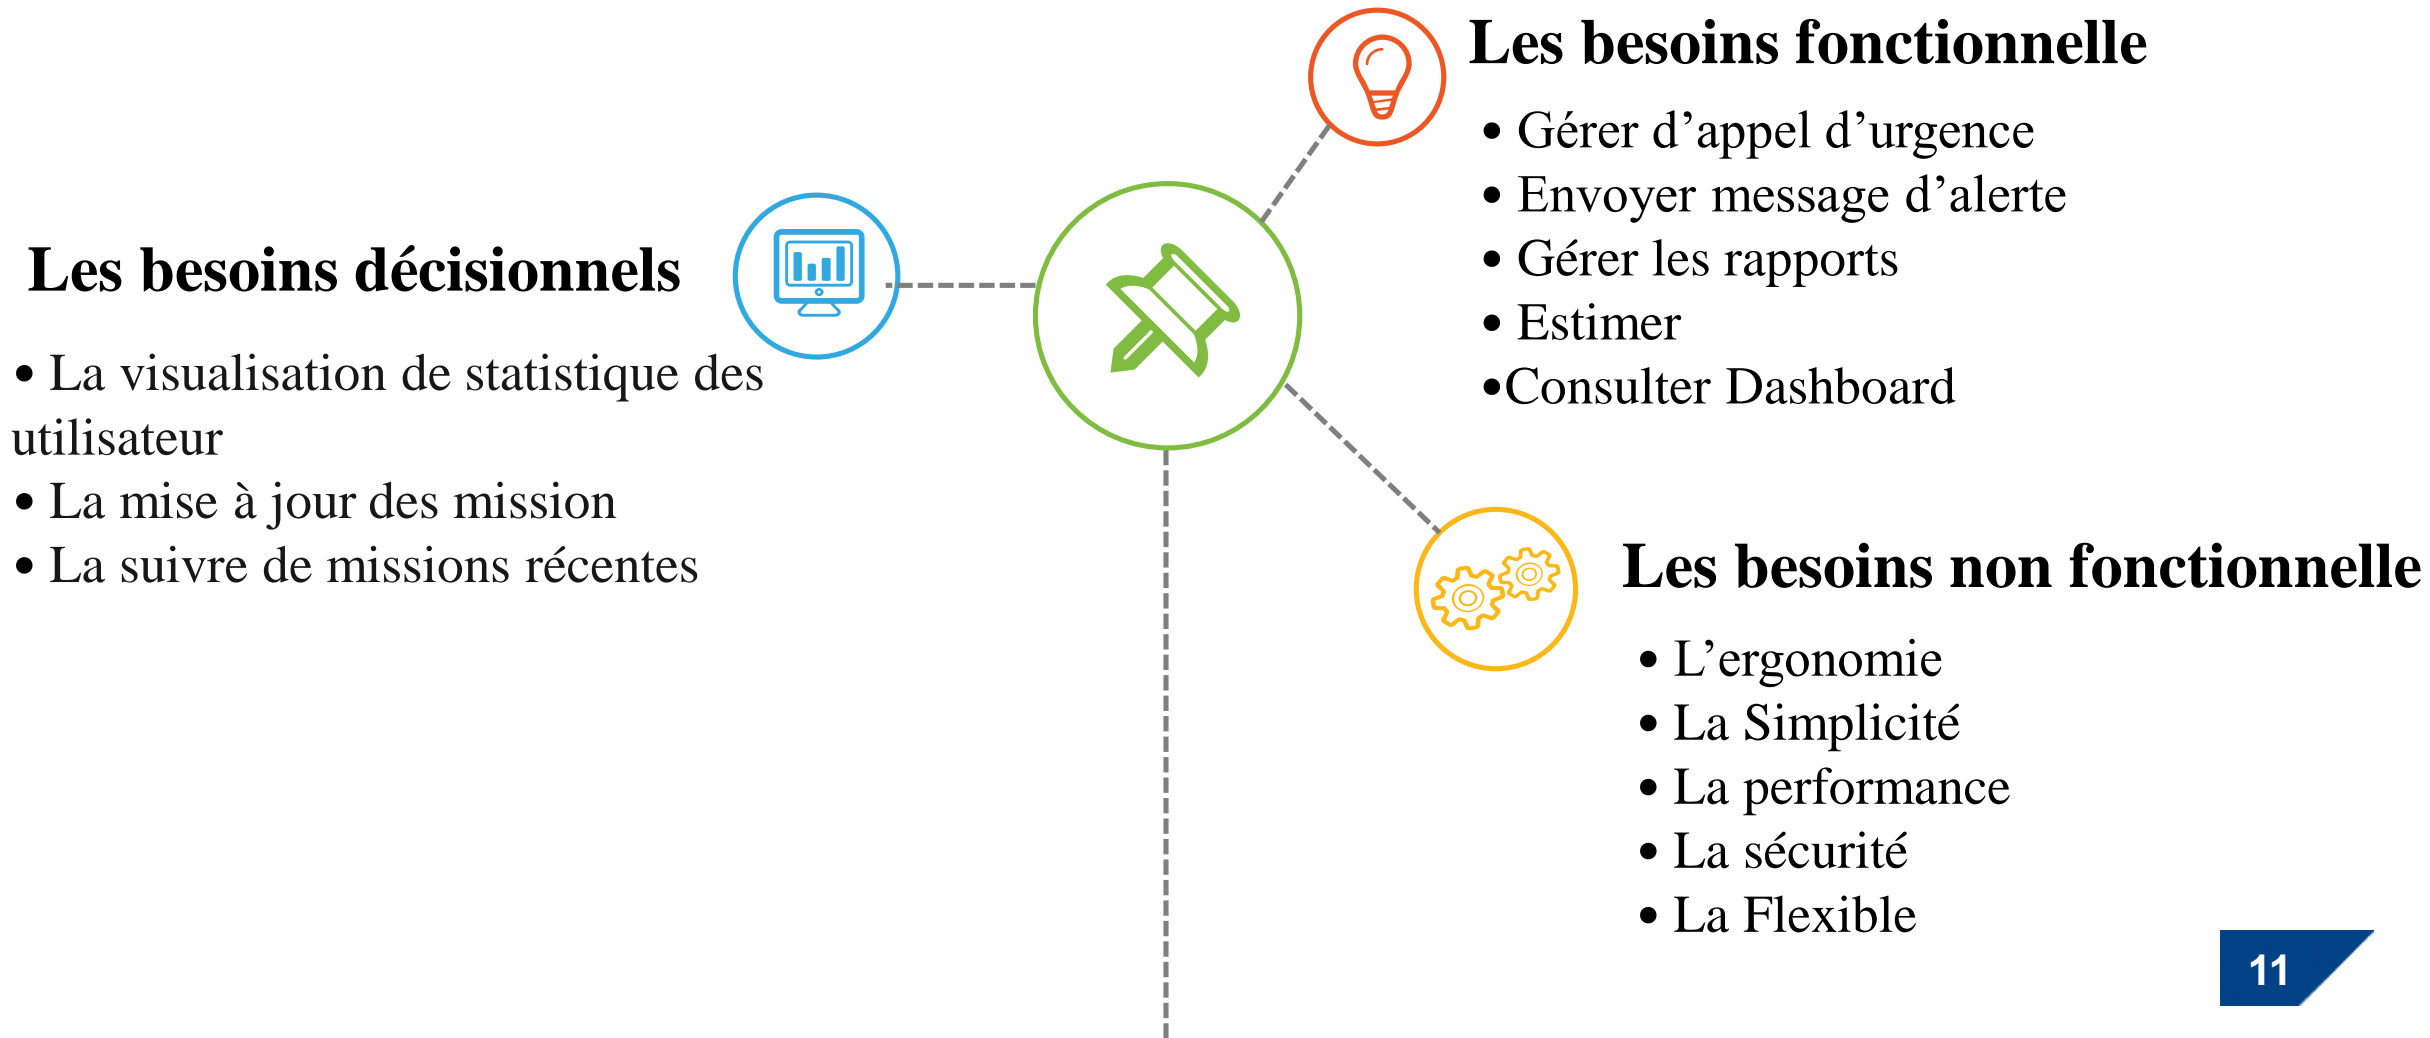 Les besoins fonctionnelle
• Gérer d’appel d’urgence
• Envoyer message d’alerte
• Gérer les rapports
• Estimer
•Consulter Dashboard
Les besoins décisionnels
• La visualisation de statistique des
utilisateur
• La mise à jour des mission
• La suivre de missions récentes
Les besoins non fonctionnelle
• L’ergonomie
• La Simplicité
• La performance
• La sécurité
• La Flexible
11